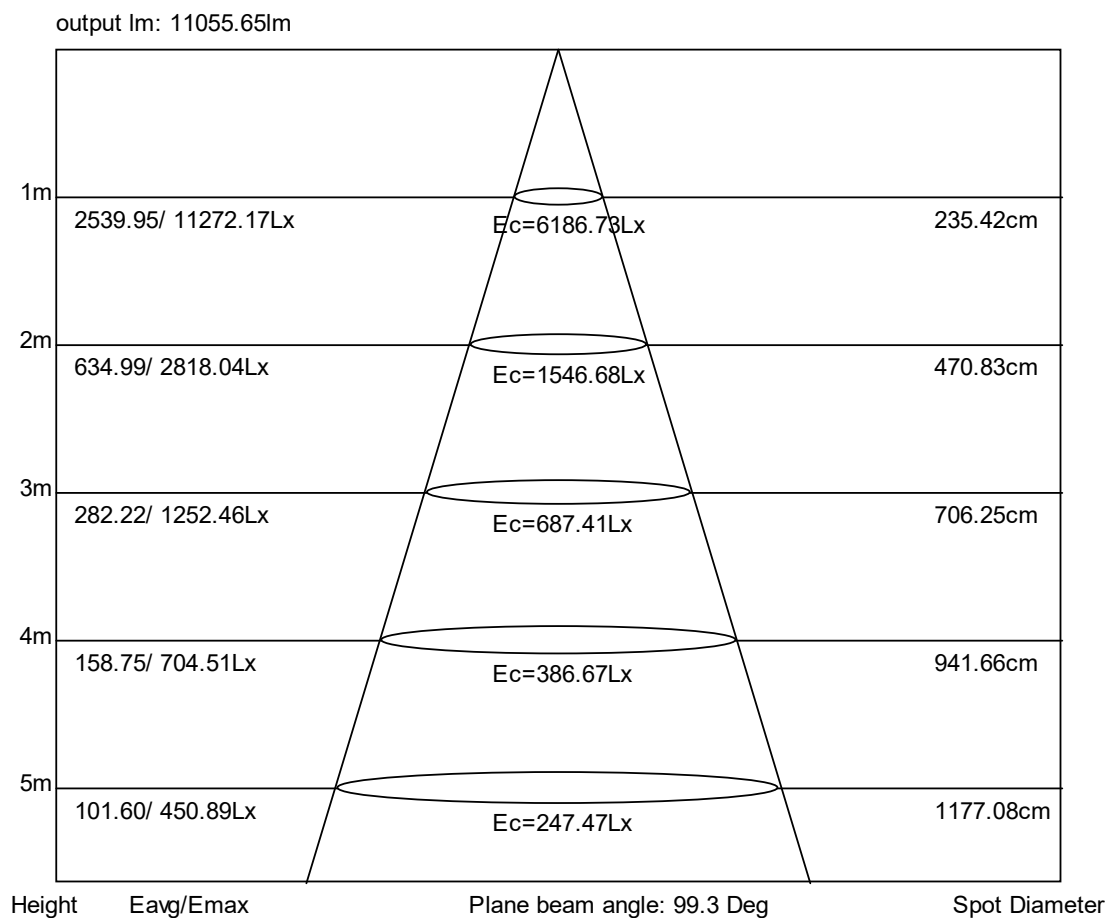 output lm: 11055.65lm
1m
2539.95/ 11272.17Lx
Ec=6186.73Lx
235.42cm
2m
634.99/ 2818.04Lx
Ec=1546.68Lx
470.83cm
3m
282.22/ 1252.46Lx
Ec=687.41Lx
706.25cm
4m
158.75/ 704.51Lx
Ec=386.67Lx
941.66cm
5m
101.60/ 450.89Lx
Ec=247.47Lx
1177.08cm
Height Eavg/Emax Plane beam angle: 99.3 Deg Spot Diameter